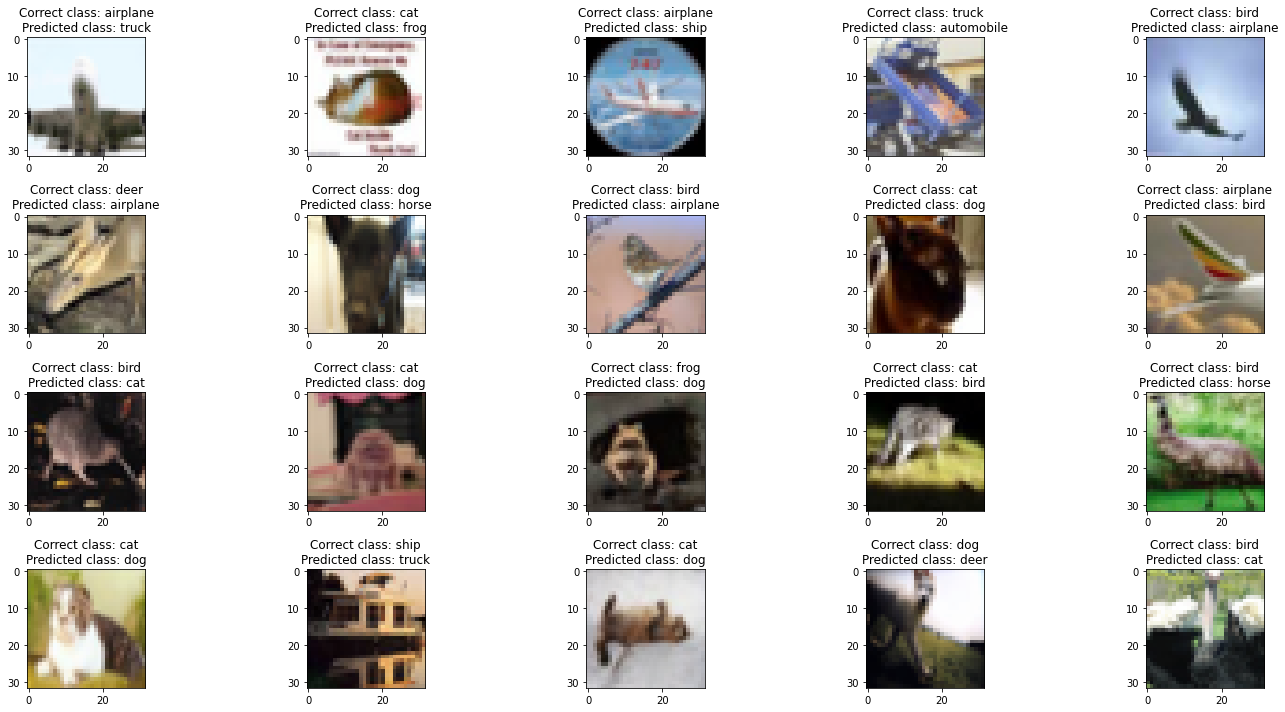 Correct class: airplane
Predicted class: truck
0
10
20
30
0 20
Correct class: cat
Predicted class: frog
0
10
20
30
0 20
Correct class: airplane
Predicted class: ship
0
10
20
30
0 20
Correct class: truck
Predicted class: automobile
0
10
20
30
0 20
Correct class: bird
Predicted class: airplane
0
10
20
30
0 20
Correct class: deer
Predicted class: airplane
0
10
20
30
0 20
Correct class: dog
Predicted class: horse
0
10
20
30
0 20
Correct class: bird
Predicted class: airplane
0
10
20
30
0 20
Correct class: cat
Predicted class: dog
0
10
20
30
0 20
Correct class: airplane
Predicted class: bird
0
10
20
30
0 20
Correct class: bird
Predicted class: cat
0
10
20
30
0 20
Correct class: cat
Predicted class: dog
0
10
20
30
0 20
Correct class: frog
Predicted class: dog
0
10
20
30
0 20
Correct class: cat
Predicted class: bird
0
10
20
30
0 20
Correct class: bird
Predicted class: horse
0
10
20
30
0 20
Correct class: cat
Predicted class: dog
0
10
20
30
0 20
Correct class: ship
Predicted class: truck
0
10
20
30
0 20
Correct class: cat
Predicted class: dog
0
10
20
30
0 20
Correct class: dog
Predicted class: deer
0
10
20
30
0 20
Correct class: bird
Predicted class: cat
0
10
20
30
0 20